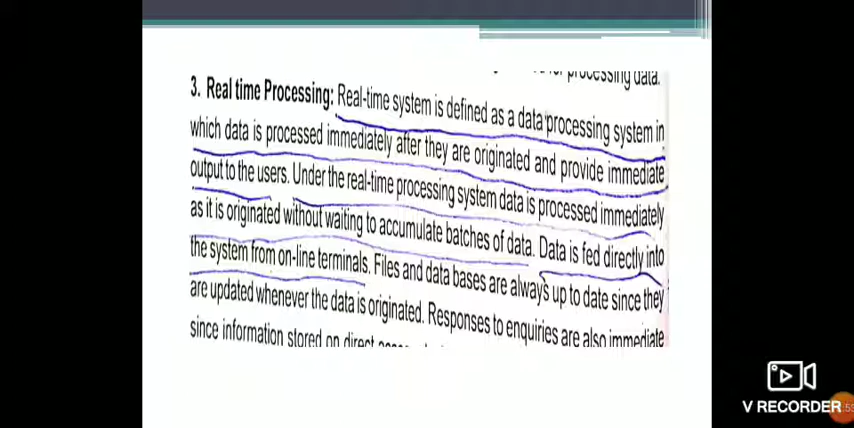 processing data.
3. Real time Processing: Real-time system is defined as a data processing system in
which data is processed immediately after they are originated and provide immediate
output to the users. Under the real-time processing system data is processed immediately
as it is originated without waiting to accumulate batches of data. Data is fed directly into
the system from on-line terminals. Files and data bases are always up to date since they
are updated whenever the data is originated. Responses to enquiries are also immediate
since information stored on direct
V RECORDER